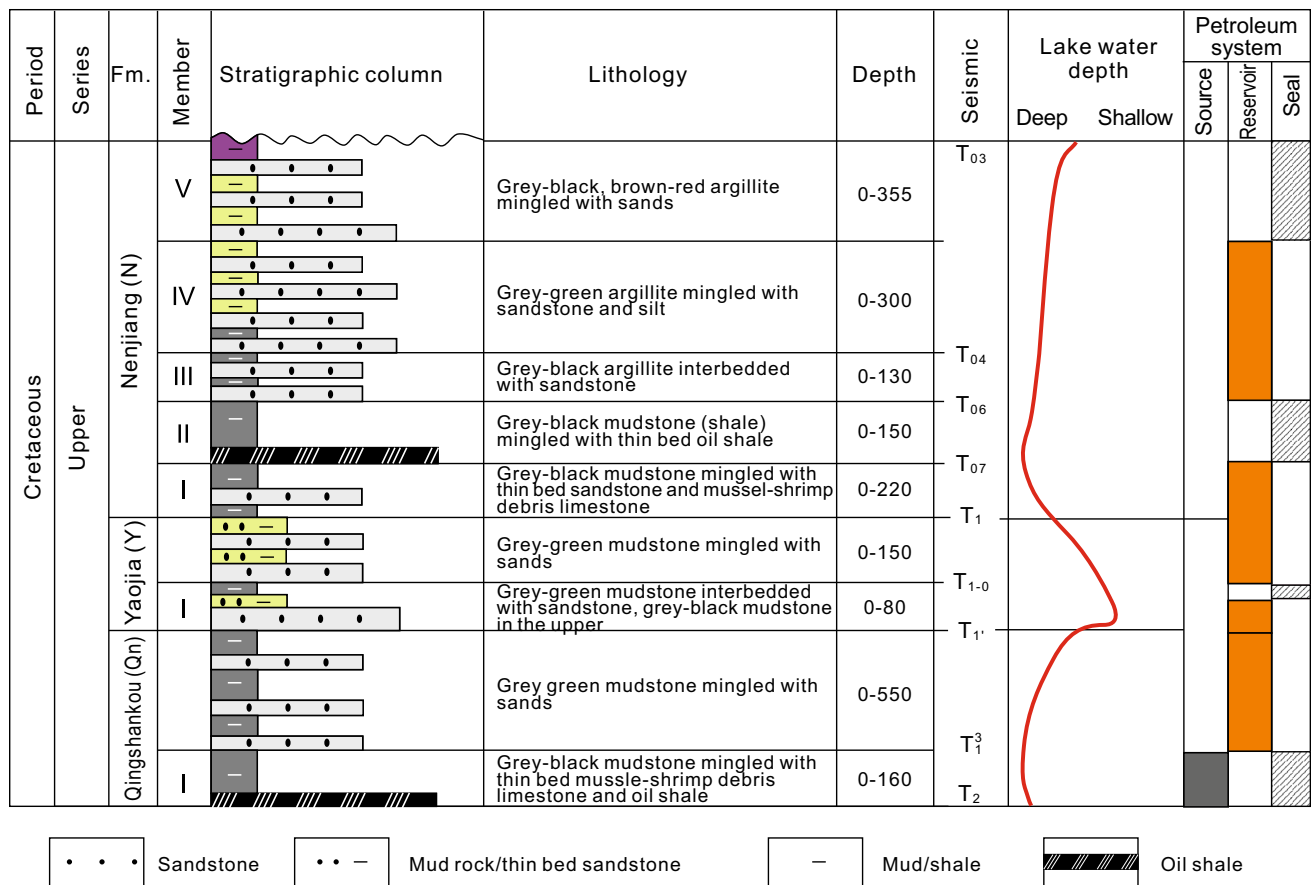 Period
Series
Fm.
Member
Stratigraphic column
Lithology
Depth
Seismic
Lake water
depth
Deep Shallow
Petroleum
system
Source
Reservoir
Seal
Cretaceous
Upper
Nenjiang (N)
V
Grey-black, brown-red argillite
mingled with sands
0-355
T03
IV
Grey-green argillite mingled with
sandstone and silt
0-300
T04
III
Grey-black argillite interbedded
with sandstone
0-130
T06
II
Grey-black mudstone (shale)
mingled with thin bed oil shale
0-150
T07
I
Grey-black mudstone mingled with
thin bed sandstone and mussel-shrimp
debris limestone
0-220
T1
Yaojia (Y)
Grey-green mudstone mingled with
sands
0-150
T1-0
I
Grey-green mudstone interbedded
with sandstone, grey-black mudstone
in the upper
0-80
T1'
Qingshankou (Qn)
Grey green mudstone mingled with
sands
0-550
T1^3
I
Grey-black mudstone mingled with
thin bed mussle-shrimp debris
limestone and oil shale
0-160
T2
Sandstone
Mud rock/thin bed sandstone
Mud/shale
Oil shale